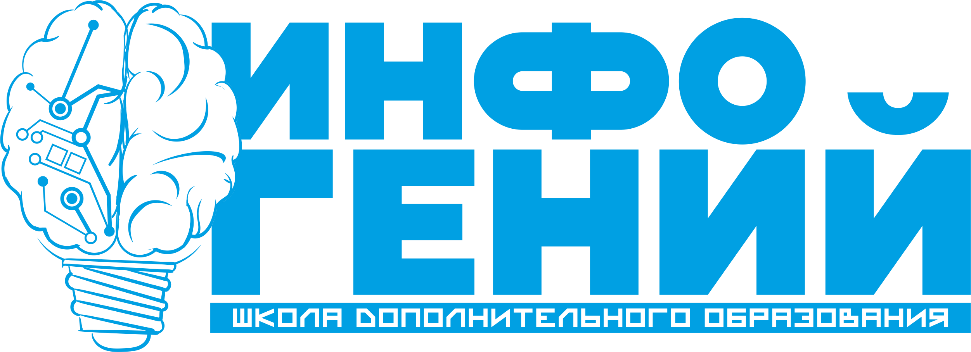 ИНФО
ГЕНИЙ
ШКОЛА ДОПОЛНИТЕЛЬНОГО ОБРАЗОВАНИЯ